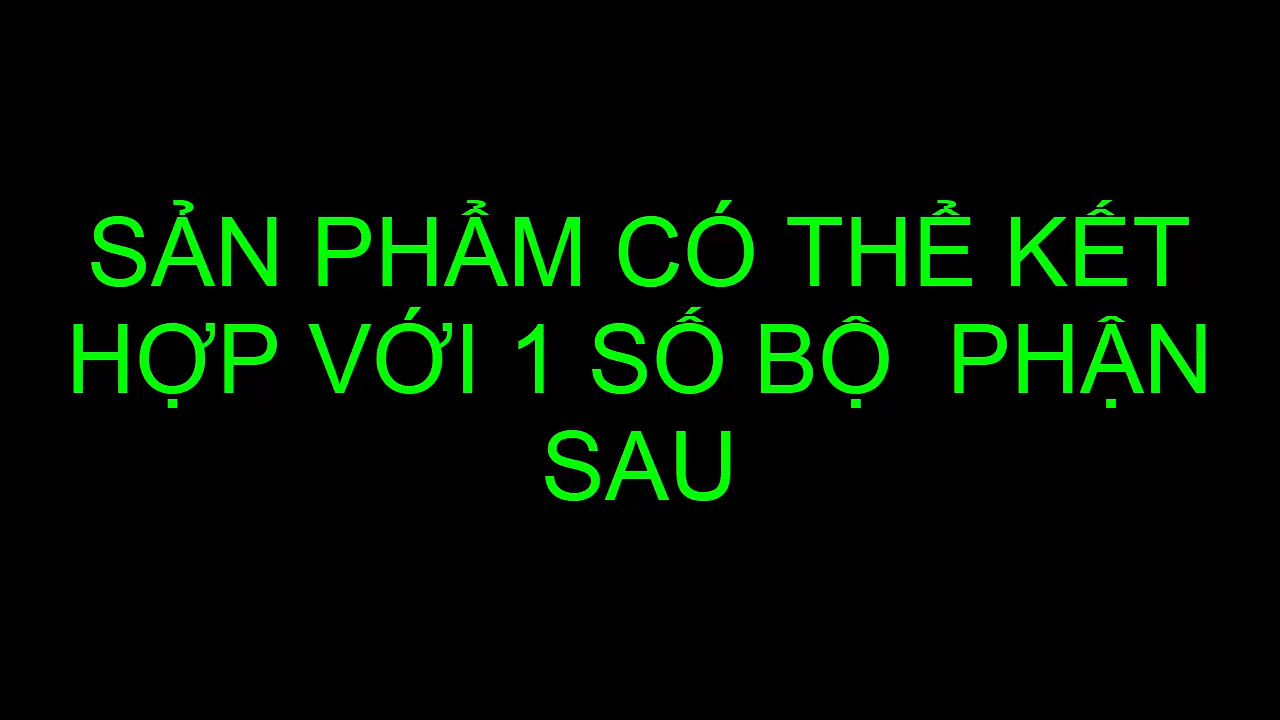 SẢN PHẨM CÓ THỂ KẾT
HỢP VỚI 1 SỐ BỘ  PHẬN
SAU